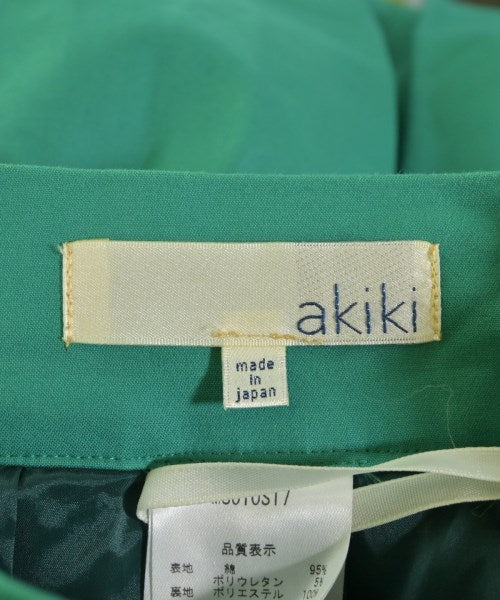 akiki
made
in
japan
品質表示
表地 綿 95%
ポリウレタン 5%
裏地 ポリエステル 100%